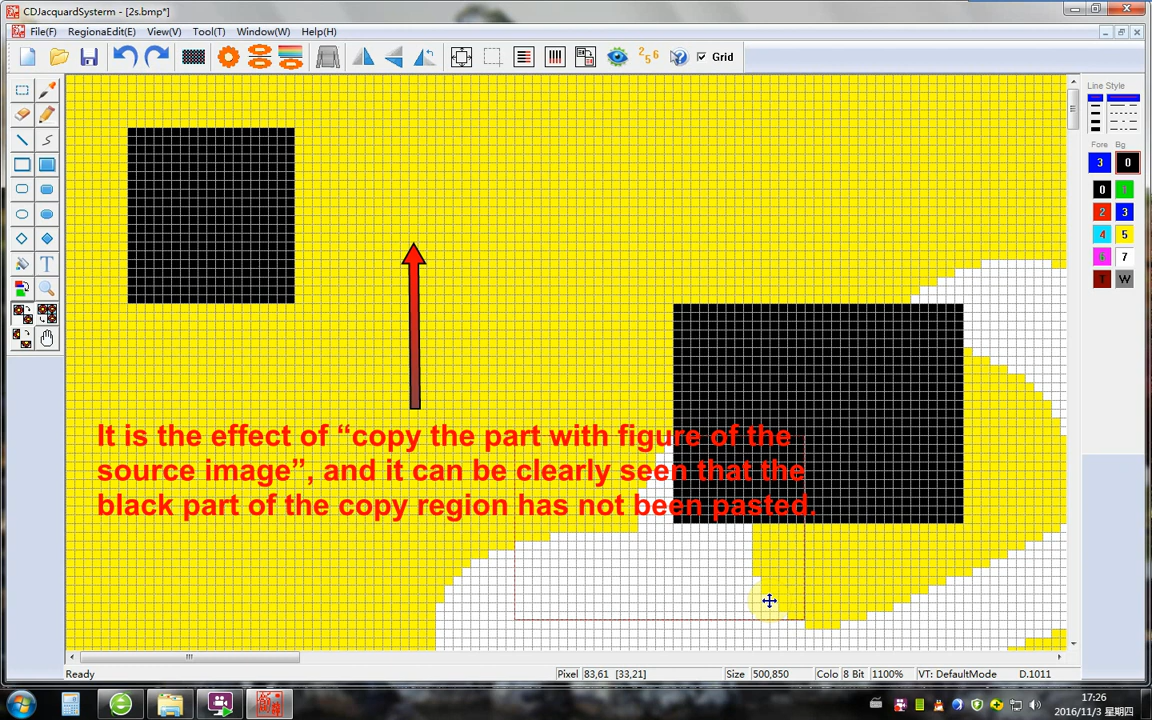 CDJacquardSysterm - [2s.bmp*]
File(F) RegionaEdit(E) View(V) Tool(T) Window(W) Help(H)
2 5 6 Grid
Line Style
Fore Bg
3 0
0 1
2 3
4 5
6 7
T W
T
It is the effect of “copy the part with figure of the
source image”, and it can be clearly seen that the
black part of the copy region has not been pasted.
Ready Pixel 83,61 [33,21] Size 500,850 Colo 8 Bit 1100% VT: DefaultMode D.1011
17:26
2016/11/3 星期四